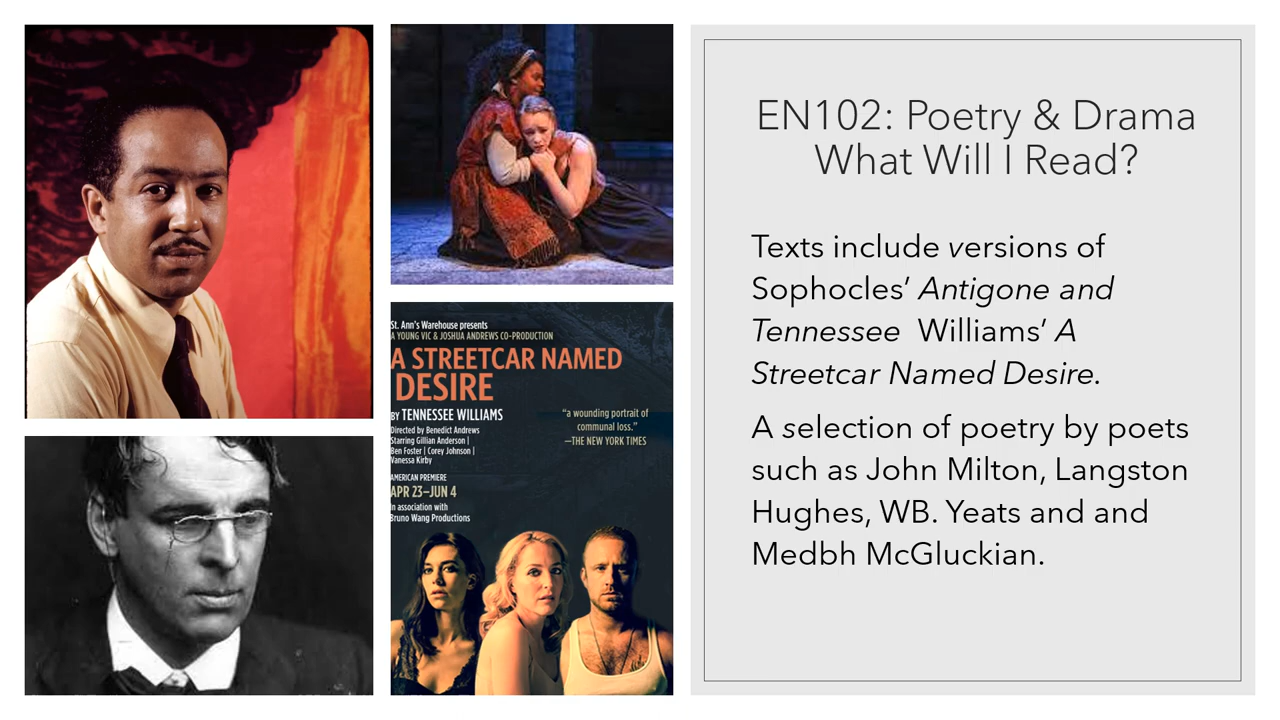 St. Ann's Warehouse presents
A YOUNG VIC & JOSHUA ANDREWS CO-PRODUCTION
A STREETCAR NAMED
DESIRE
BY TENNESSEE WILLIAMS
Directed by Benedict Andrews
Starring Gillian Anderson |
Ben Foster | Corey Johnson |
Vanessa Kirby
"a wounding portrait of
communal loss."
—THE NEW YORK TIMES
AMERICAN PREMIERE
APR 23–JUN 4
In association with
Bruno Wang Productions
EN102: Poetry & Drama
What Will I Read?
Texts include versions of
Sophocles’ Antigone and
Tennessee  Williams’ A
Streetcar Named Desire.
A selection of poetry by poets
such as John Milton, Langston
Hughes, WB. Yeats and and
Medbh McGluckian.